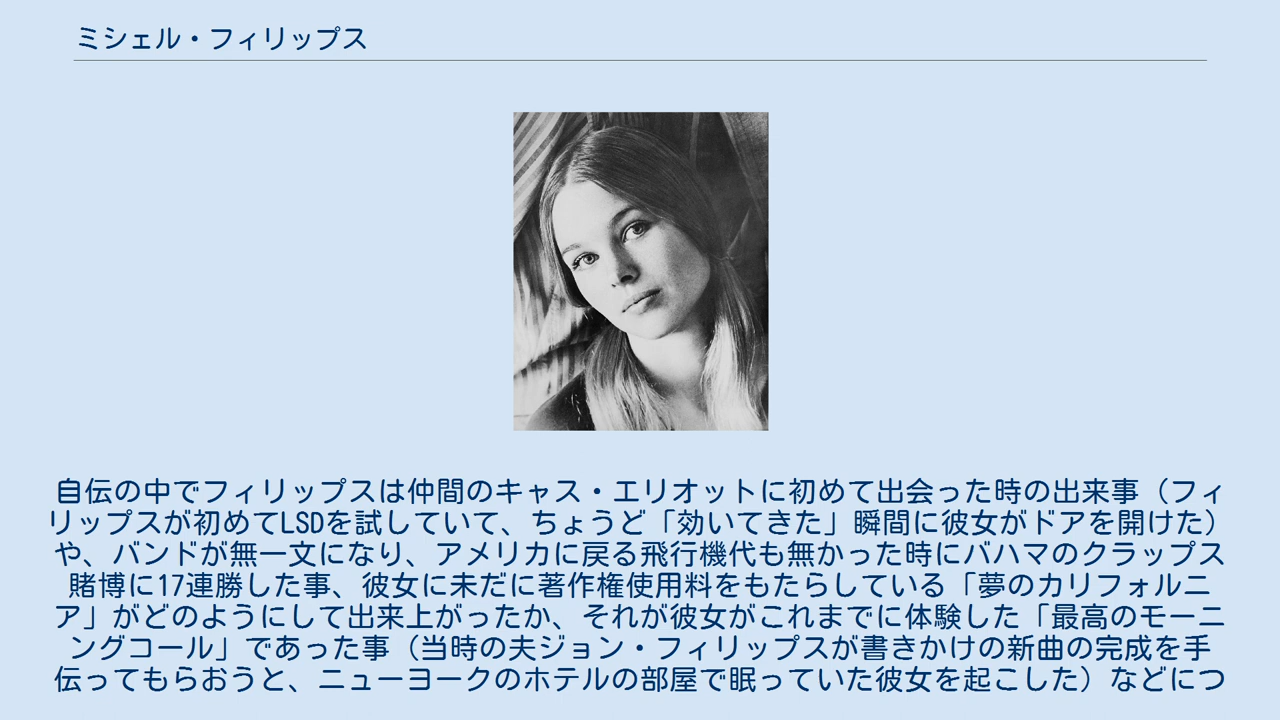 ミシェル・フィリップス
自伝の中でフィリップスは仲間のキャス・エリオットに初めて出会った時の出来事（フィ
リップスが初めてLSDを試していて、ちょうど「効いてきた」瞬間に彼女がドアを開けた）
や、バンドが無一文になり、アメリカに戻る飛行機代も無かった時にバハマのクラップス
賭博に17連勝した事、彼女に未だに著作権使用料をもたらしている「夢のカリフォルニ
ア」がどのようにして出来上がったか、それが彼女がこれまでに体験した「最高のモーニ
ングコール」であった事（当時の夫ジョン・フィリップスが書きかけの新曲の完成を手
伝ってもらおうと、ニューヨークのホテルの部屋で眠っていた彼女を起こした）などにつ